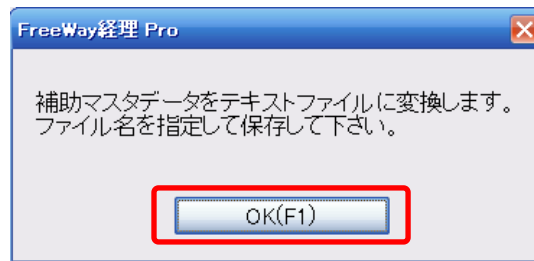 FreeWay経理 Pro
補助マスタデータをテキストファイルに変換します。
ファイル名を指定して保存して下さい。
OK(F1)